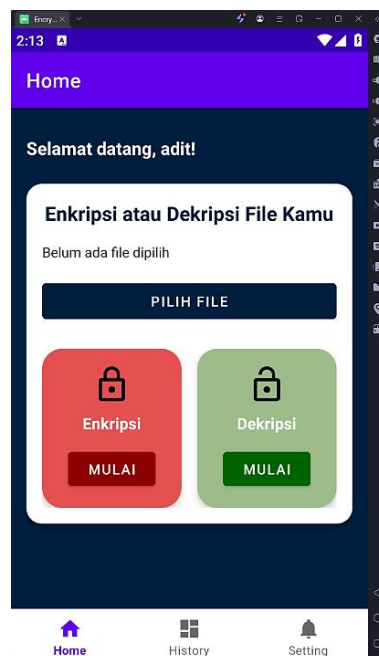 Encry...
2:13 A
Home
Selamat datang, adit!
Enkripsi atau Dekripsi File Kamu
Belum ada file dipilih
PILIH FILE
Enkripsi Dekripsi
MULAI MULAI
Home History Setting